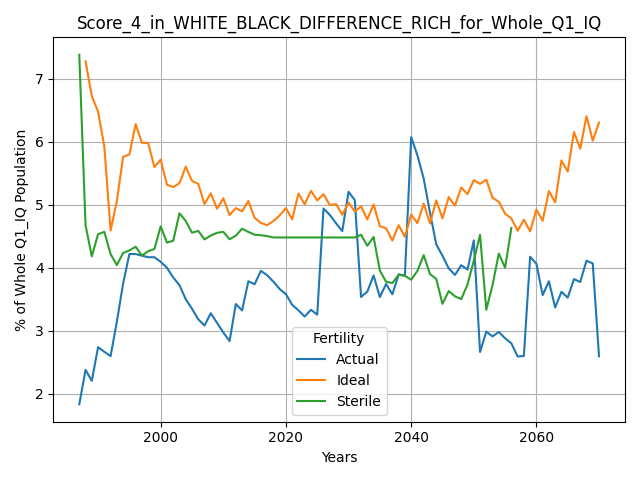 Score_4_in_WHITE_BLACK_DIFFERENCE_RICH_for_Whole_Q1_IQ
% of Whole Q1_IQ Population
7
6
5
4
3
2
Fertility
Actual
Ideal
Sterile
2000 2020 2040 2060
Years